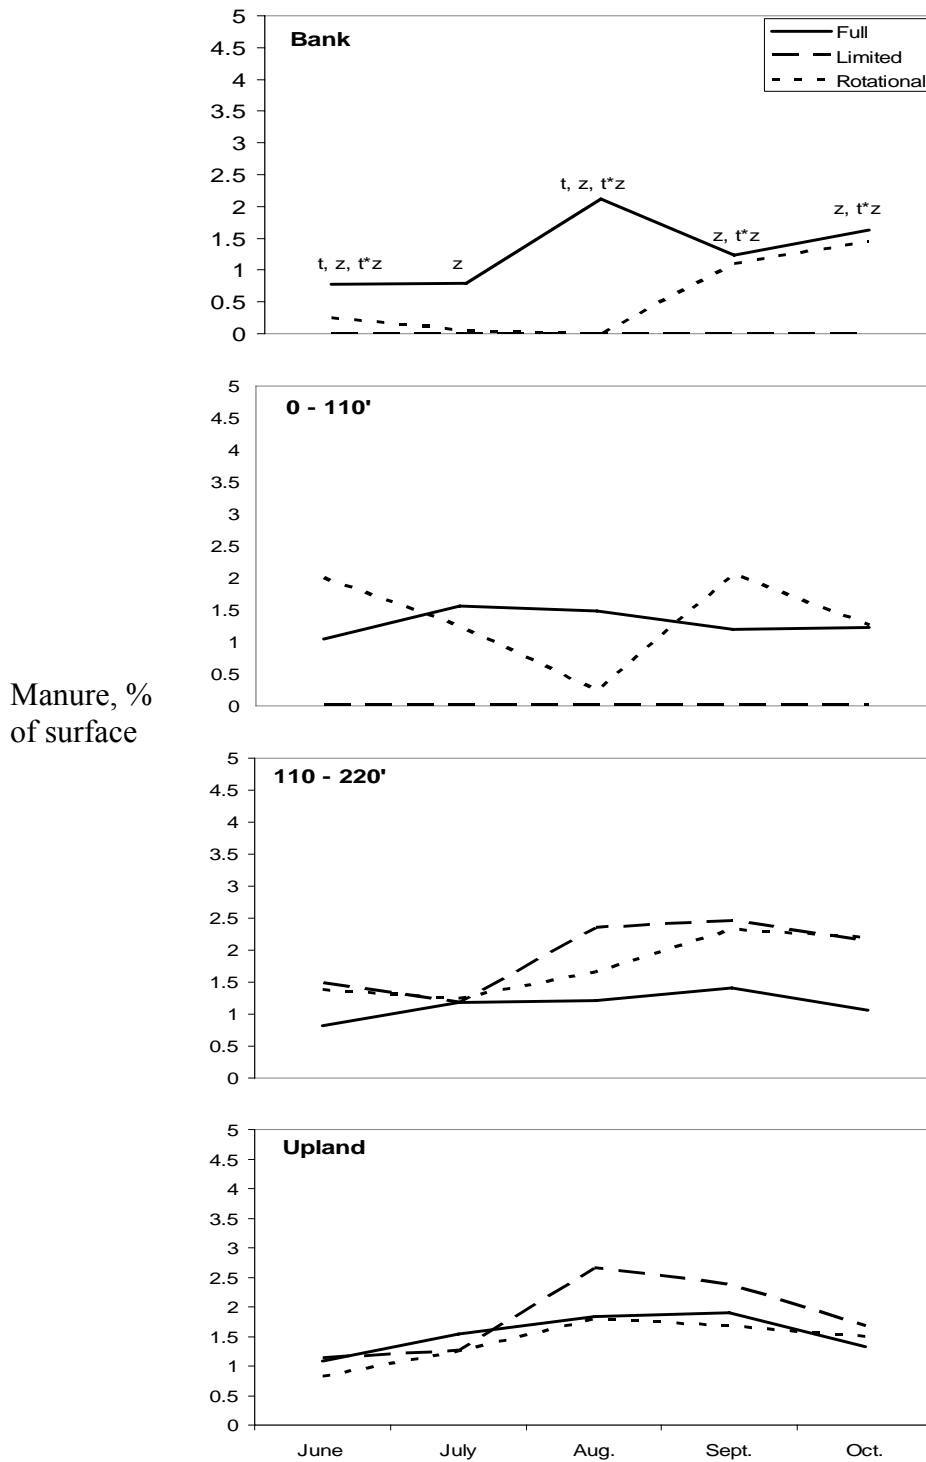 5
4.5
4
3.5
3
2.5
2
1.5
1
0.5
0
Bank
Full
Limited
Rotational
t, z, t*z
z
t, z, t*z
z, t*z
z, t*z
5
4.5
4
3.5
3
2.5
2
1.5
1
0.5
0
0 - 110'
Manure, %
of surface
5
4.5
4
3.5
3
2.5
2
1.5
1
0.5
0
110 - 220'
5
4.5
4
3.5
3
2.5
2
1.5
1
0.5
0
Upland
June July Aug. Sept. Oct.